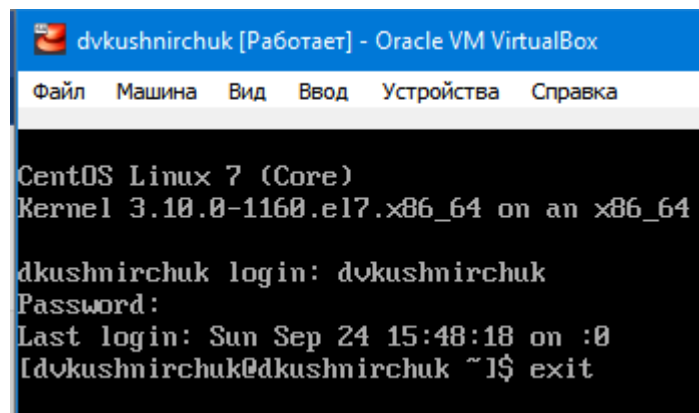 dvkushnirchuk [Работает] - Oracle VM VirtualBox
Файл Машина Вид Ввод Устройства Справка
CentOS Linux 7 (Core)
Kernel 3.10.0-1160.el7.x86_64 on an x86_64
dkushnirchuk login: dvkushnirchuk
Password:
Last login: Sun Sep 24 15:48:18 on :0
[dvkushnirchuk@dkushnirchuk ~]$ exit